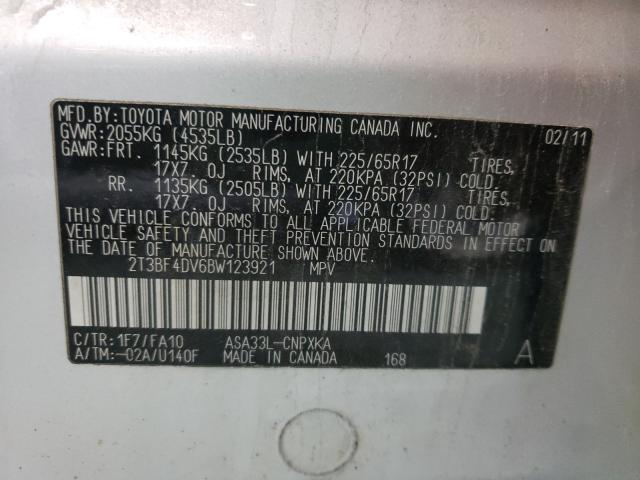 MFD.BY:TOYOTA MOTOR MANUFACTURING CANADA INC. 02/11
GVWR:2055KG (4535LB)
GAWR:FRT. 1145KG (2535LB) WITH 225/65R17 TIRES,
17X7. 0J RIMS, AT 220KPA (32PSI) COLD,
RR. 1135KG (2505LB) WITH 225/65R17 TIRES,
17X7. 0J RIMS, AT 220KPA (32PSI) COLD.
THIS VEHICLE CONFORMS TO ALL APPLICABLE FEDERAL MOTOR
VEHICLE SAFETY AND THEFT PREVENTION STANDARDS IN EFFECT ON
THE DATE OF MANUFACTURE SHOWN ABOVE.
2T3BF4DV6BW123921 MPV
C/TR:1F7/FA10 ASA33L-CNPXKA
A/TM:-02A/U140F MADE IN CANADA 168 A